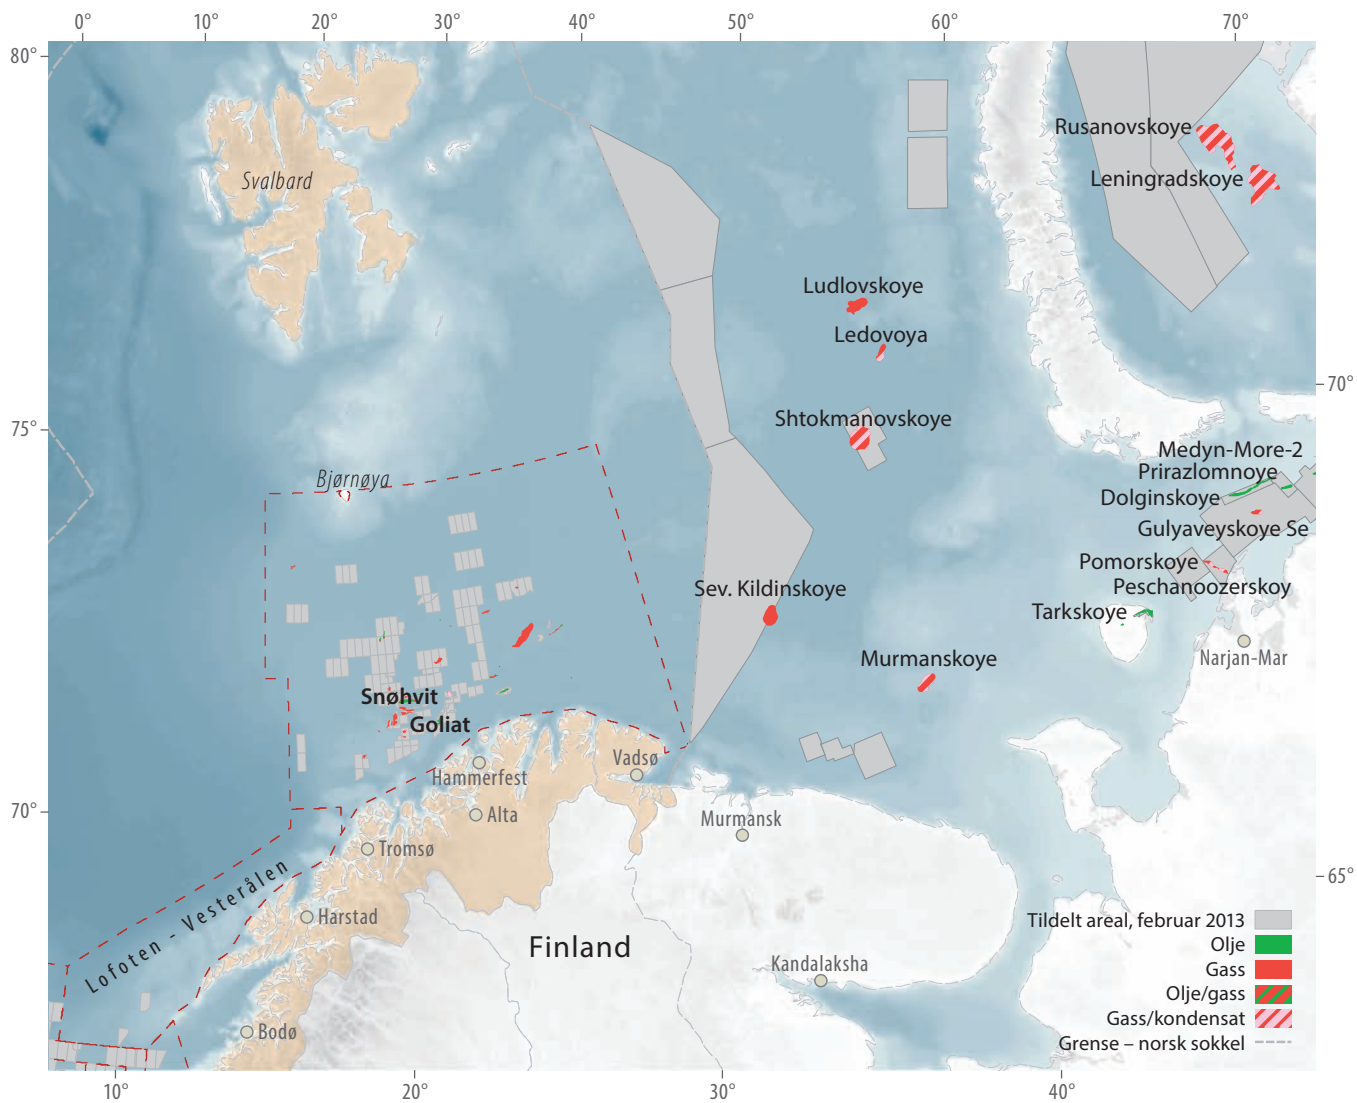 0° 10° 20° 30° 40° 50° 60° 70°
80°
Rusanovskoye
Svalbard
Leningradskoye
Ludlovskoye
Ledovoya
70°
Shtokmanovskoye
75°
Medyn-More-2
Prirazlomnoye
Bjørnøya
Dolginskoye
Gulyaveyskoye Se
Pomorskoye
Sev. Kildinskoye
Peschanoozerskoy
Tarkskoye
Murmanskoye
Narjan-Mar
Snøhvit
Goliat
Vadsø
Hammerfest
70°
Alta
Murmansk
Tromsø
65°
Lofoten - Vesterålen
Harstad
Finland
Kandalaksha
Bodø
Tildelt areal, februar 2013
Olje
Gass
Olje/gass
Gass/kondensat
Grense – norsk sokkel
10° 20° 30° 40°